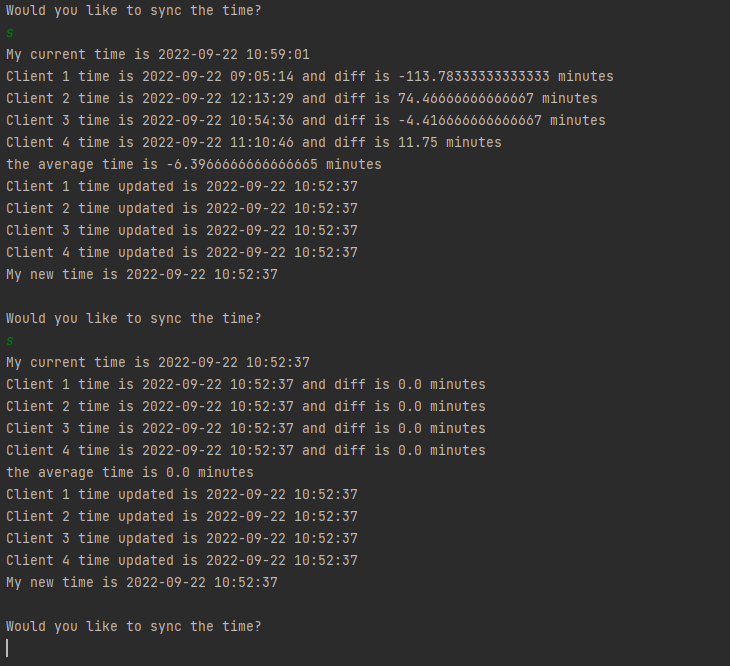 Would you like to sync the time?
s
My current time is 2022-09-22 10:59:01
Client 1 time is 2022-09-22 09:05:14 and diff is -113.78333333333333 minutes
Client 2 time is 2022-09-22 12:13:29 and diff is 74.46666666666667 minutes
Client 3 time is 2022-09-22 10:54:36 and diff is -4.416666666666667 minutes
Client 4 time is 2022-09-22 11:10:46 and diff is 11.75 minutes
the average time is -6.3966666666666665 minutes
Client 1 time updated is 2022-09-22 10:52:37
Client 2 time updated is 2022-09-22 10:52:37
Client 3 time updated is 2022-09-22 10:52:37
Client 4 time updated is 2022-09-22 10:52:37
My new time is 2022-09-22 10:52:37
Would you like to sync the time?
s
My current time is 2022-09-22 10:52:37
Client 1 time is 2022-09-22 10:52:37 and diff is 0.0 minutes
Client 2 time is 2022-09-22 10:52:37 and diff is 0.0 minutes
Client 3 time is 2022-09-22 10:52:37 and diff is 0.0 minutes
Client 4 time is 2022-09-22 10:52:37 and diff is 0.0 minutes
the average time is 0.0 minutes
Client 1 time updated is 2022-09-22 10:52:37
Client 2 time updated is 2022-09-22 10:52:37
Client 3 time updated is 2022-09-22 10:52:37
Client 4 time updated is 2022-09-22 10:52:37
My new time is 2022-09-22 10:52:37
Would you like to sync the time?